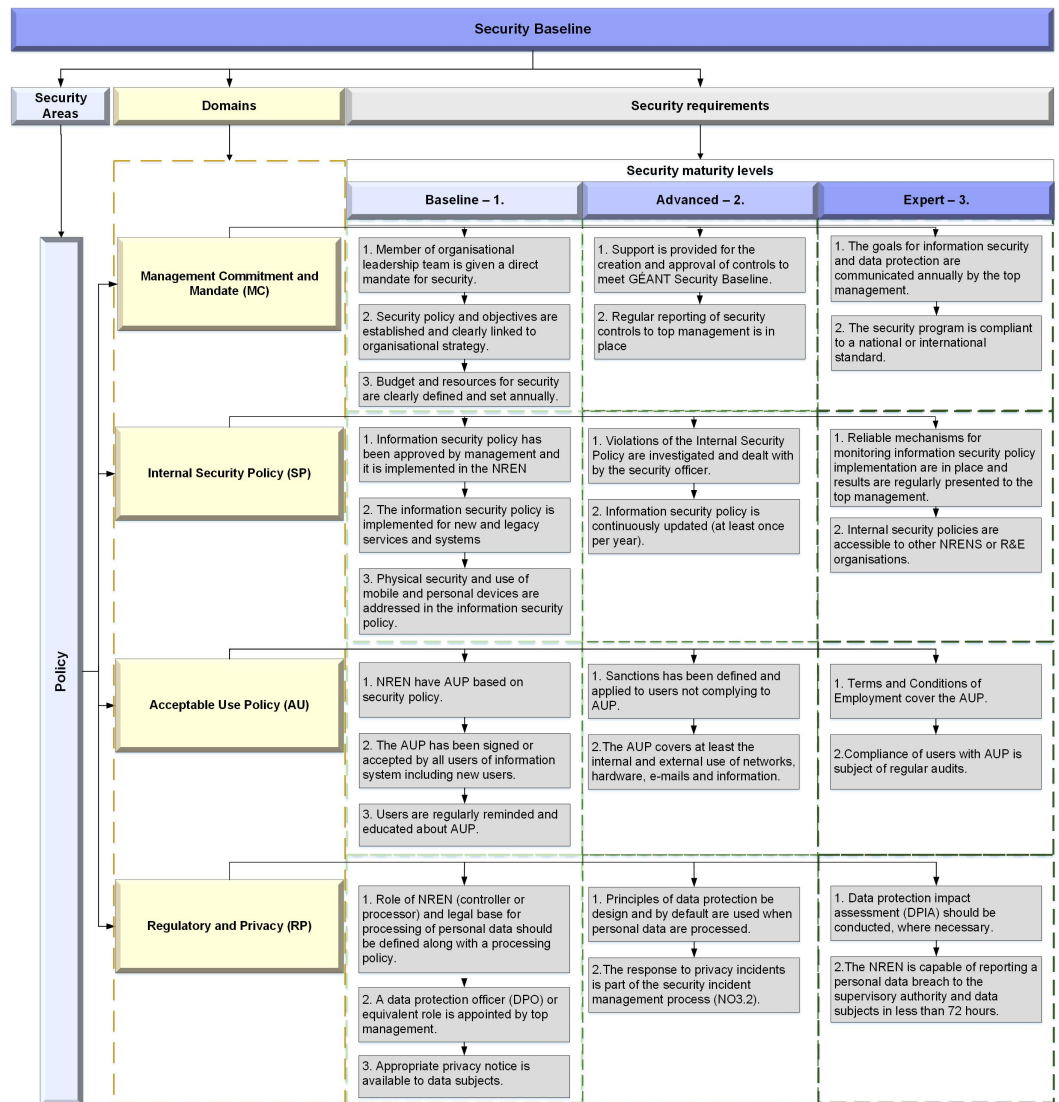 Security Baseline
Security
Areas
Domains
Security requirements
Security maturity levels
Baseline – 1.
Advanced – 2.
Expert – 3.
Policy
Management Commitment and
Mandate (MC)
1. Member of organisational
leadership team is given a direct
mandate for security.
2. Security policy and objectives are
established and clearly linked to
organisational strategy.
3. Budget and resources for security
are clearly defined and set annually.
1. Support is provided for the
creation and approval of controls to
meet GÉANT Security Baseline.
2. Regular reporting of security
controls to top management is in
place
1. The goals for information security
and data protection are
communicated annually by the top
management.
2. The security program is compliant
to a national or international
standard.
Internal Security Policy (SP)
1. Information security policy has
been approved by management and
it is implemented in the NREN
2. The information security policy is
implemented for new and legacy
services and systems
3. Physical security and use of
mobile and personal devices are
addressed in the information security
policy.
1. Violations of the Internal Security
Policy are investigated and dealt with
by the security officer.
2. Information security policy is
continuously updated (at least once
per year).
1. Reliable mechanisms for
monitoring information security policy
implementation are in place and
results are regularly presented to the
top management.
2. Internal security policies are
accessible to other NRENS or R&E
organisations.
Acceptable Use Policy (AU)
1. NREN have AUP based on
security policy.
2. The AUP has been signed or
accepted by all users of information
system including new users.
3. Users are regularly reminded and
educated about AUP.
1. Sanctions has been defined and
applied to users not complying to
AUP.
2.The AUP covers at least the
internal and external use of networks,
hardware, e-mails and information.
1. Terms and Conditions of
Employment cover the AUP.
2.Compliance of users with AUP is
subject of regular audits.
Regulatory and Privacy (RP)
1. Role of NREN (controller or
processor) and legal base for
processing of personal data should
be defined along with a processing
policy.
2. A data protection officer (DPO) or
equivalent role is appointed by top
management.
3. Appropriate privacy notice is
available to data subjects.
1. Principles of data protection be
design and by default are used when
personal data are processed.
2.The response to privacy incidents
is part of the security incident
management process (NO3.2).
1. Data protection impact
assessment (DPIA) should be
conducted, where necessary.
2.The NREN is capable of reporting a
personal data breach to the
supervisory authority and data
subjects in less than 72 hours.